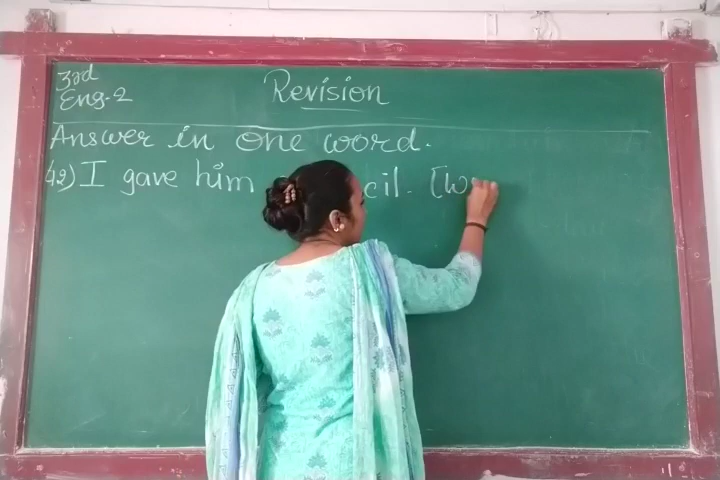 3rd
Eng-2
Revision
Answer in one word.
42) I gave him cil. [W